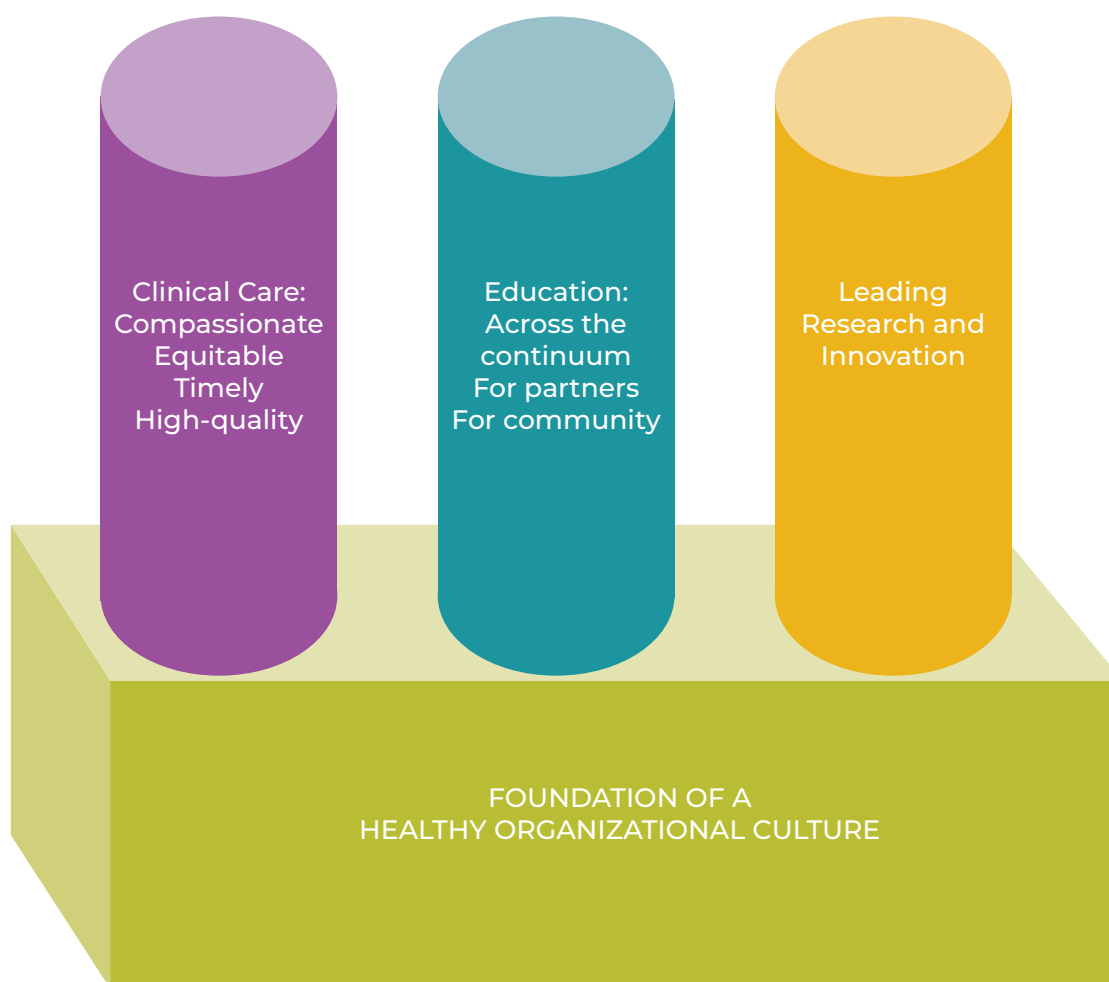 Clinical Care:
Compassionate
Equitable
Timely
High-quality
Education:
Across the
continuum
For partners
For community
Leading
Research and
Innovation
FOUNDATION OF A
HEALTHY ORGANIZATIONAL CULTURE